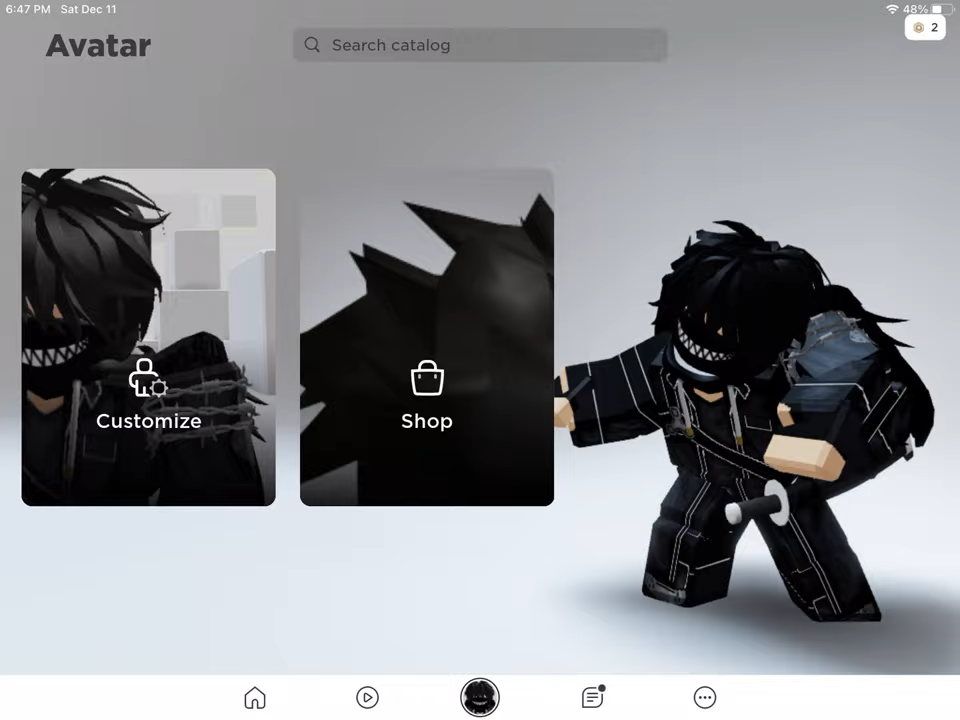 6:47 PM Sat Dec 11
48%
2
Avatar
Search catalog
Customize
Shop